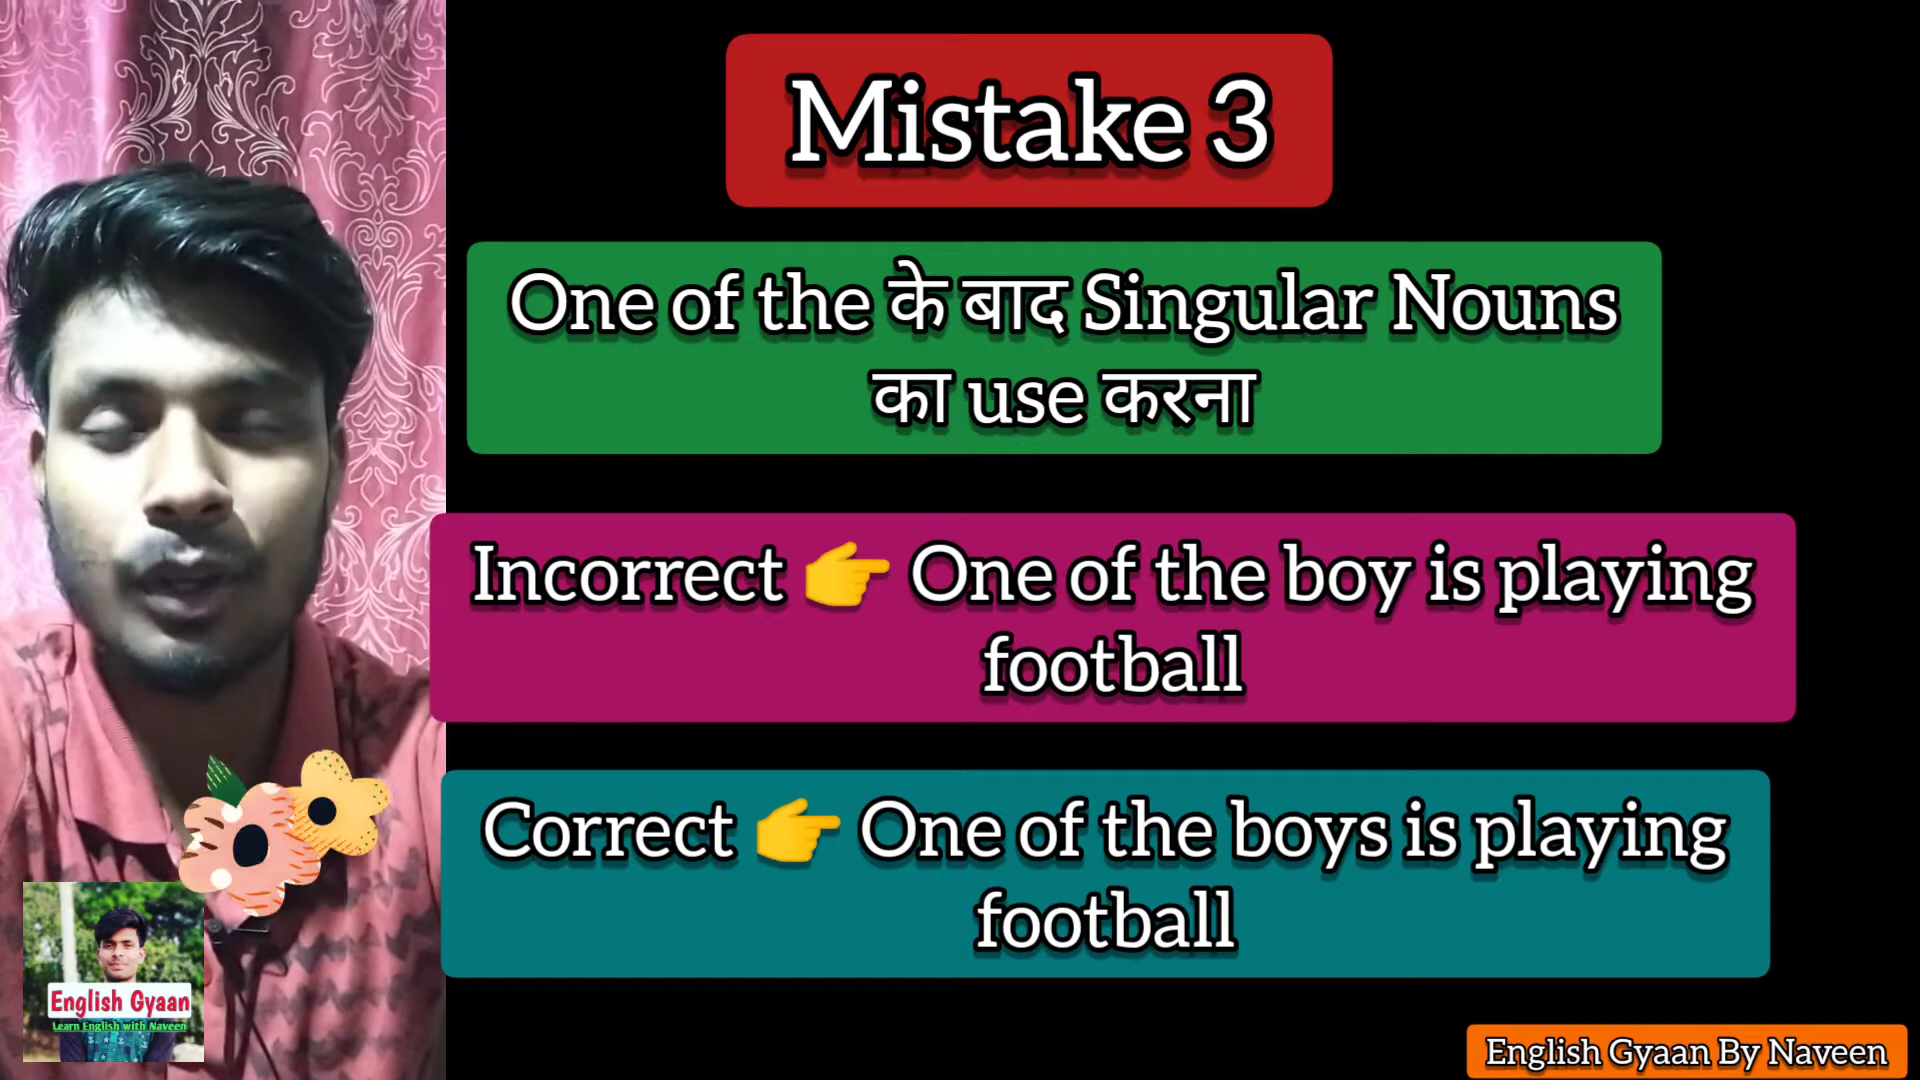 Mistake 3
One of the के बाद Singular Nouns
का use करना
Incorrect 👉 One of the boy is playing
football
Correct 👉 One of the boys is playing
football
English Gyaan
Learn English with Naveen
English Gyaan By Naveen